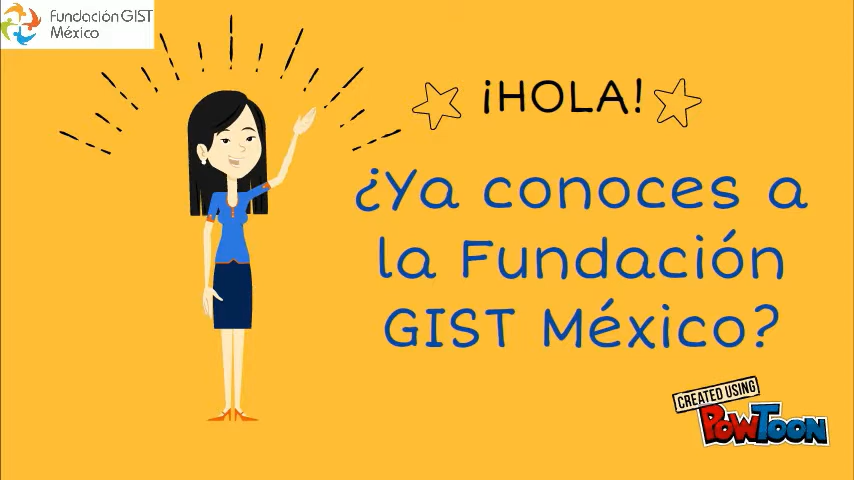 Fundación GIST
México
¡HOLA!
¿Ya conoces a
la Fundación
GIST México?
CREATED USING
POWTOON